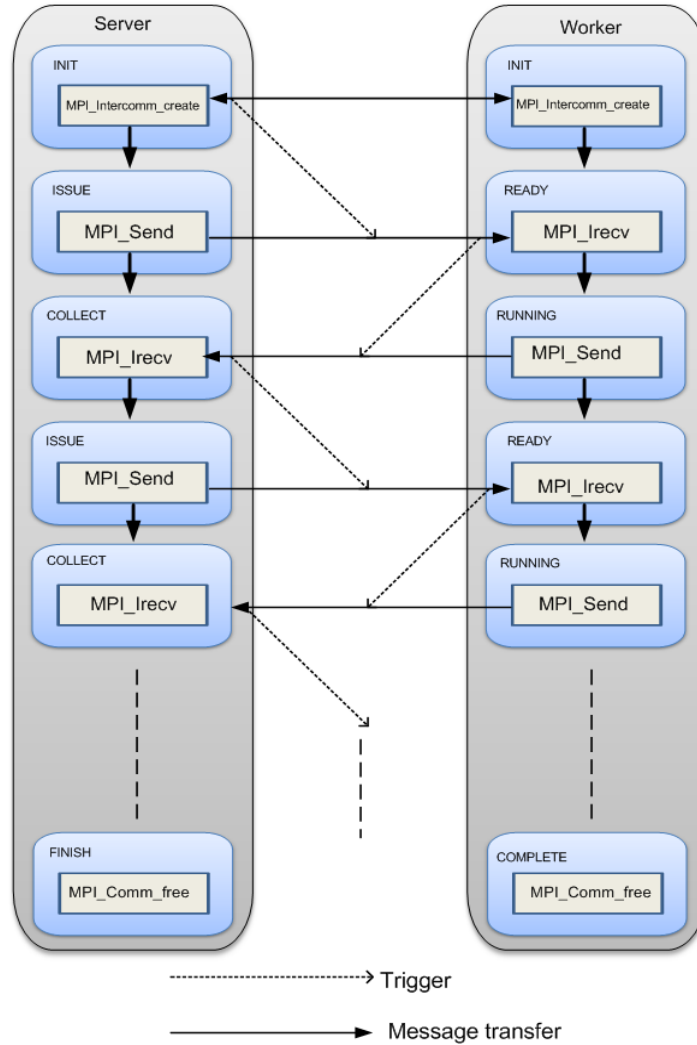 Server
INIT
MPI_Intercomm_create
ISSUE
MPI_Send
COLLECT
MPI_Irecv
ISSUE
MPI_Send
COLLECT
MPI_Irecv
FINISH
MPI_Comm_free
Worker
INIT
MPI_Intercomm_create
READY
MPI_Irecv
RUNNING
MPI_Send
READY
MPI_Irecv
RUNNING
MPI_Send
COMPLETE
MPI_Comm_free
Trigger
Message transfer